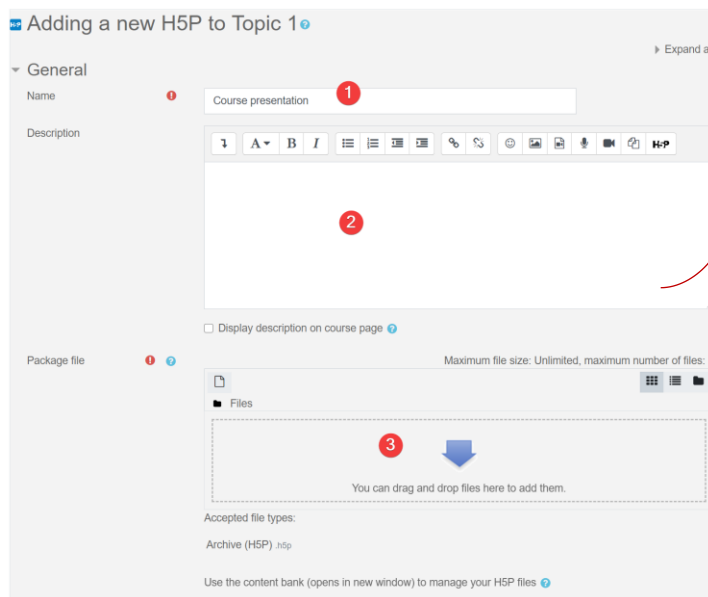 H-P Adding a new H5P to Topic 1
Expand a
General
Name
Course presentation
1
Description
A B I H-P
2
Display description on course page
Package file
Maximum file size: Unlimited, maximum number of files:
Files
3
You can drag and drop files here to add them.
Accepted file types:
Archive (H5P) .h5p
Use the content bank (opens in new window) to manage your H5P files